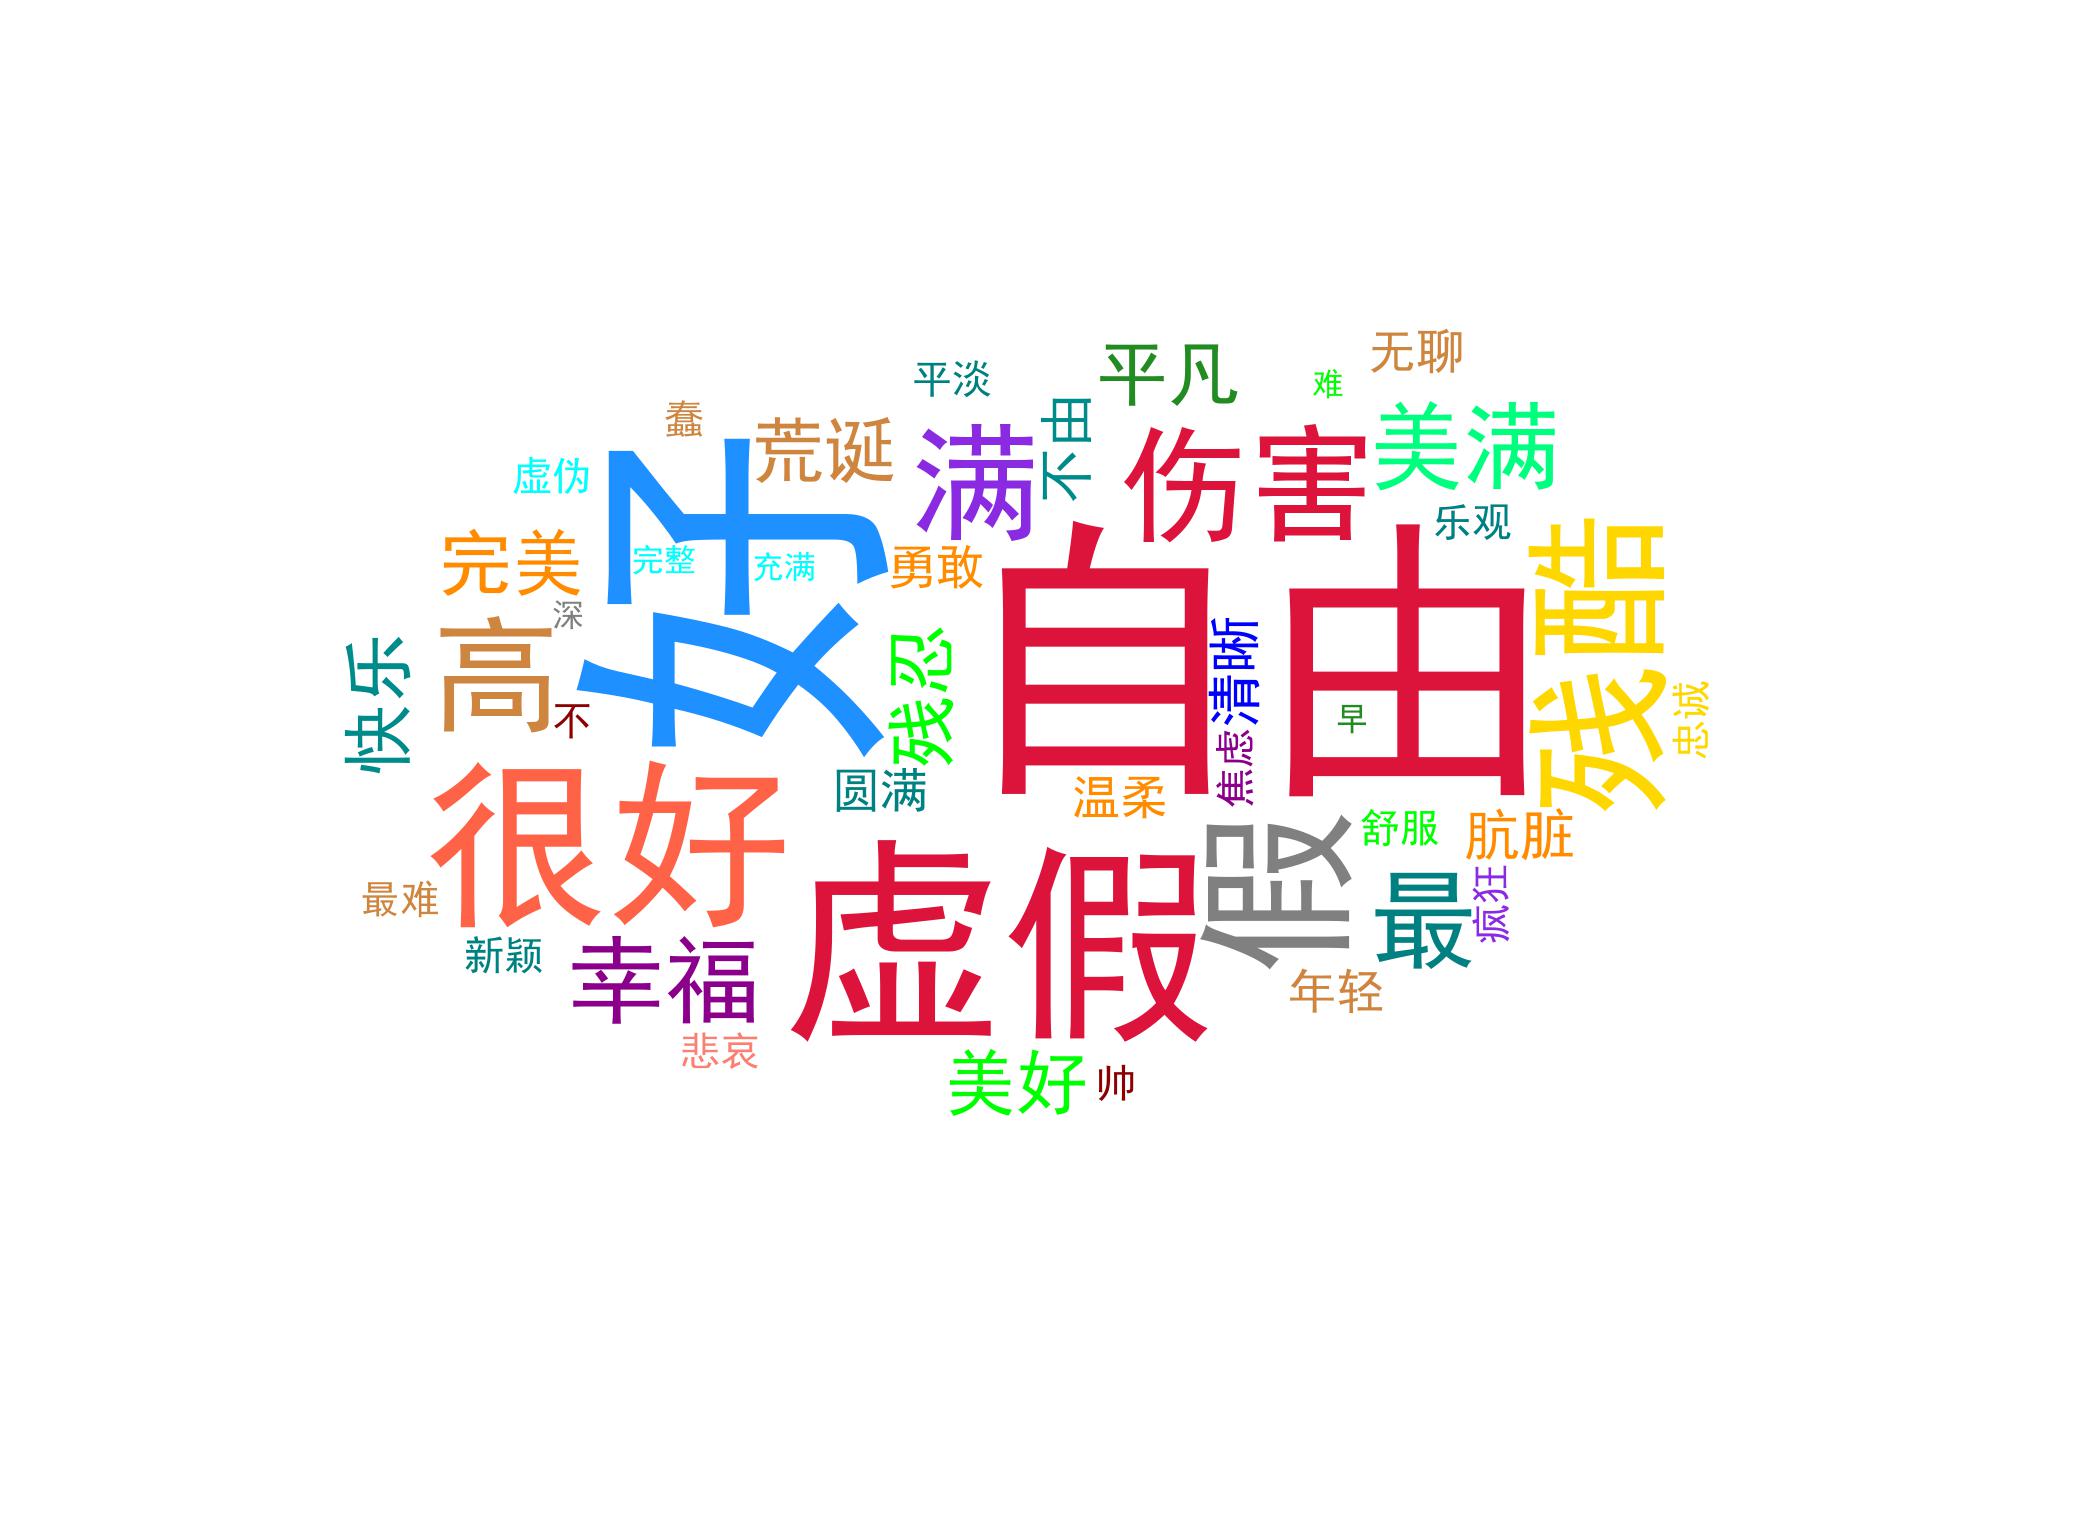 无聊
平凡
平淡
难
蠢
荒诞
满
不由
伤害
美满
虚伪
乐观
完美
好
完整
充满
勇敢
自由
残酷
深
高
不
快乐
残忍
清晰
早
忠诚
焦虑
很好
圆满
温柔
舒服
肮脏
虚假
假
最
疯狂
最难
新颖
幸福
年轻
悲哀
美好
帅